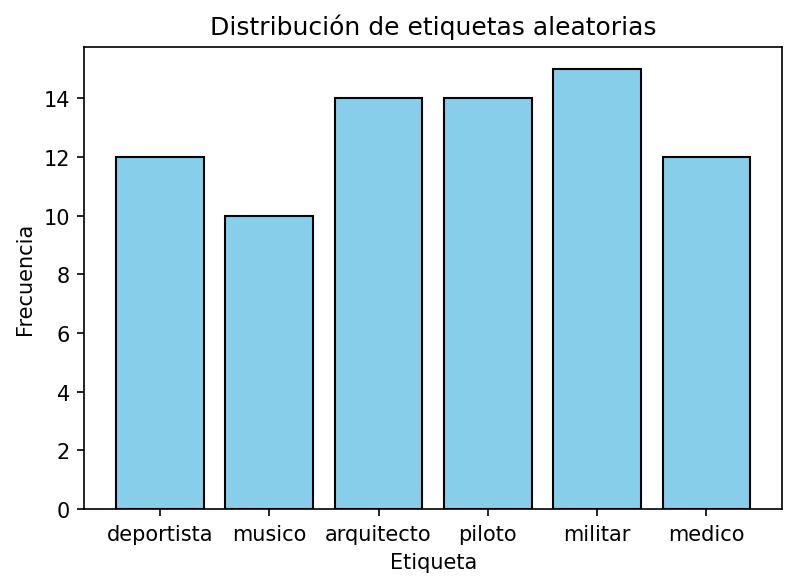 Distribución de etiquetas aleatorias
Frecuencia
14
12
10
8
6
4
2
0
deportista musico arquitecto piloto militar medico
Etiqueta